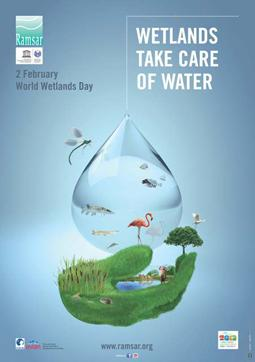 Ramsar
2 February
World Wetlands Day
WETLANDS
TAKE CARE
OF WATER
www.ramsar.org